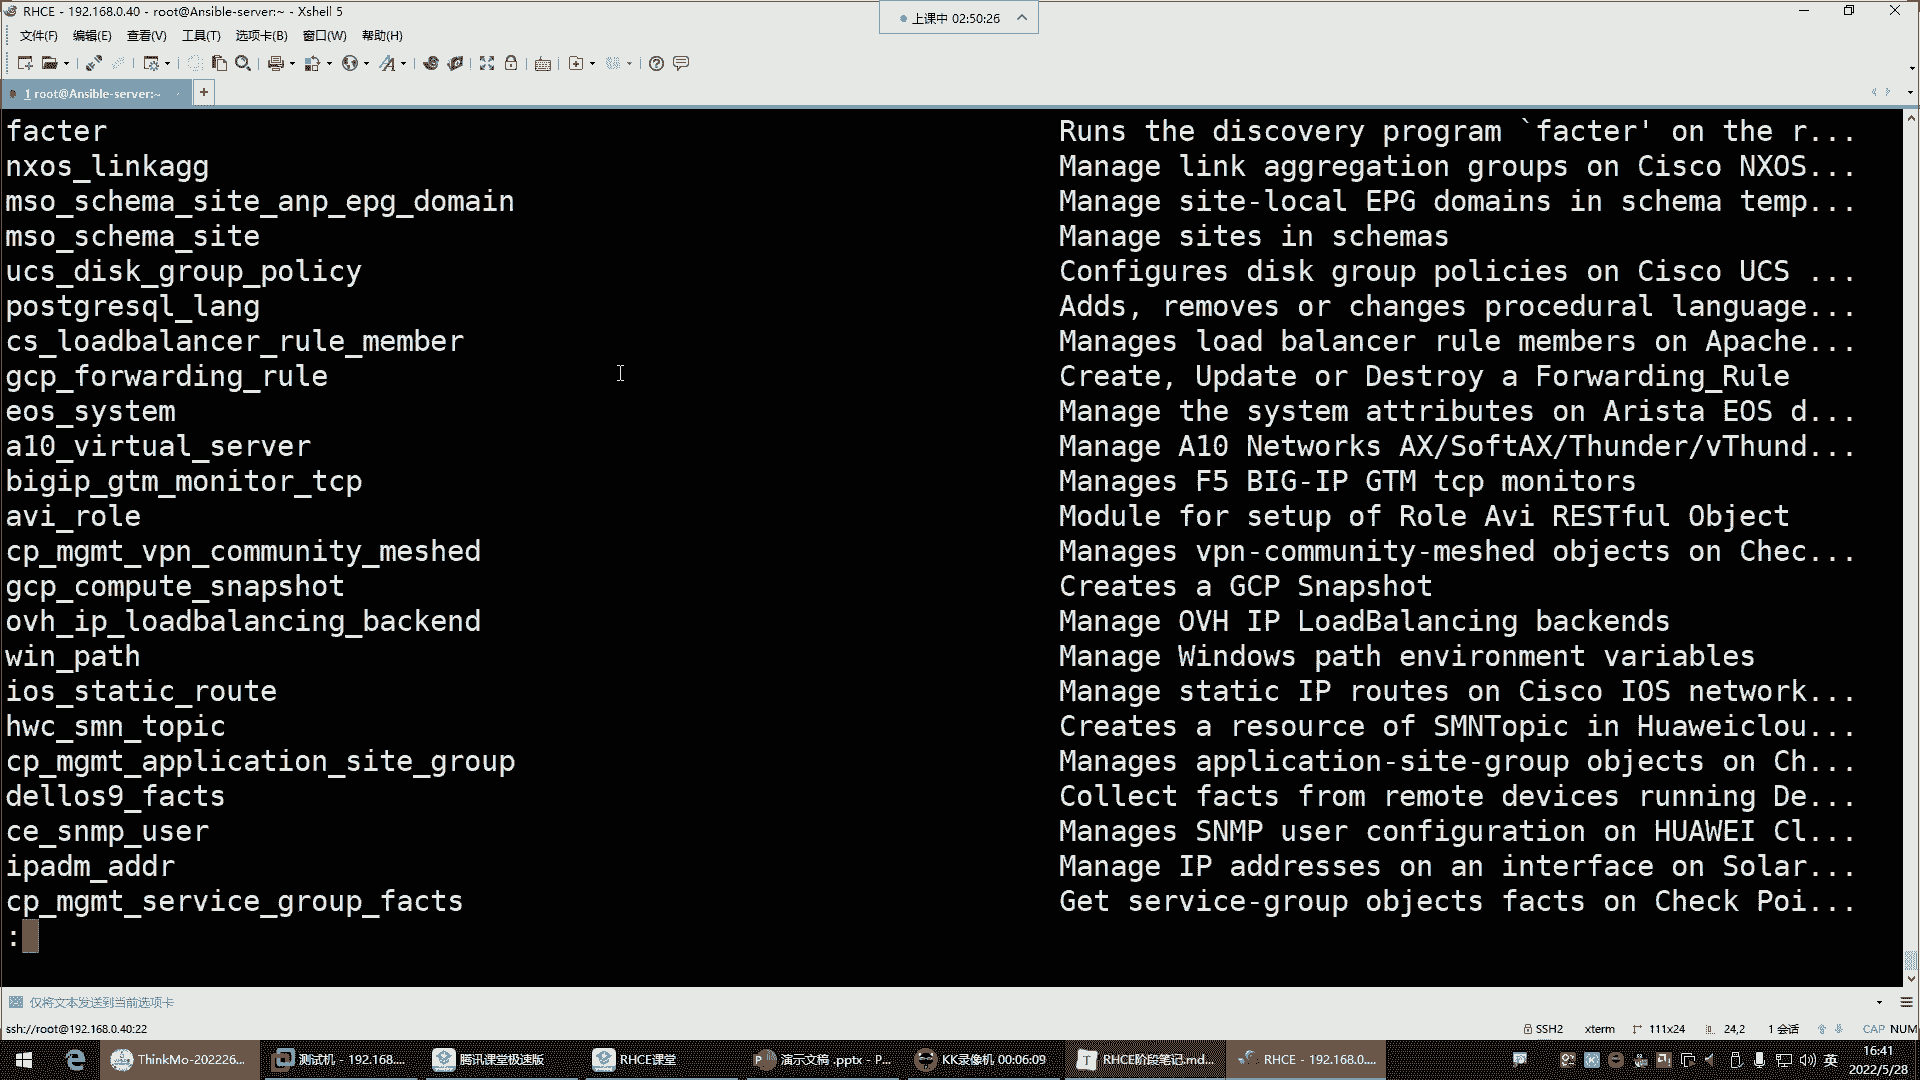 RHCE - 192.168.0.40 - root@Ansible-server:~ - Xshell 5
上课中 02:50:26
文件(F) 编辑(E) 查看(V) 工具(T) 选项卡(B) 窗口(W) 帮助(H)
1 root@Ansible-server:~
facter Runs the discovery program `facter' on the r...
nxos_linkagg Manage link aggregation groups on Cisco NXOS...
mso_schema_site_anp_epg_domain Manage site-local EPG domains in schema temp...
mso_schema_site Manage sites in schemas
ucs_disk_group_policy Configures disk group policies on Cisco UCS ...
postgresql_lang Adds, removes or changes procedural language...
cs_loadbalancer_rule_member Manages load balancer rule members on Apache...
gcp_forwarding_rule Create, Update or Destroy a Forwarding_Rule
eos_system Manage the system attributes on Arista EOS d...
a10_virtual_server Manage A10 Networks AX/SoftAX/Thunder/vThund...
bigip_gtm_monitor_tcp Manages F5 BIG-IP GTM tcp monitors
avi_role Module for setup of Role Avi RESTful Object
cp_mgmt_vpn_community_meshed Manages vpn-community-meshed objects on Chec...
gcp_compute_snapshot Creates a GCP Snapshot
ovh_ip_loadbalancing_backend Manage OVH IP LoadBalancing backends
win_path Manage Windows path environment variables
ios_static_route Manage static IP routes on Cisco IOS network...
hwc_smn_topic Creates a resource of SMNTopic in Huaweiclou...
cp_mgmt_application_site_group Manages application-site-group objects on Ch...
dellos9_facts Collect facts from remote devices running De...
ce_snmp_user Manages SNMP user configuration on HUAWEI Cl...
ipadm_addr Manage IP addresses on an interface on Solar...
cp_mgmt_service_group_facts Get service-group objects facts on Check Poi...
:
仅将文本发送到当前选项卡
ssh://root@192.168.0.40:22 SSH2 xterm 111x24 24,2 1 会话 CAP NUM
ThinkMo-202226... 测试机 - 192.168.... 腾讯课堂极速版 RHCE课堂 演示文稿 .pptx - P... KK录像机 00:06:09 RHCE阶段笔记.md... RHCE - 192.168.0.... 英 16:41
2022/5/28